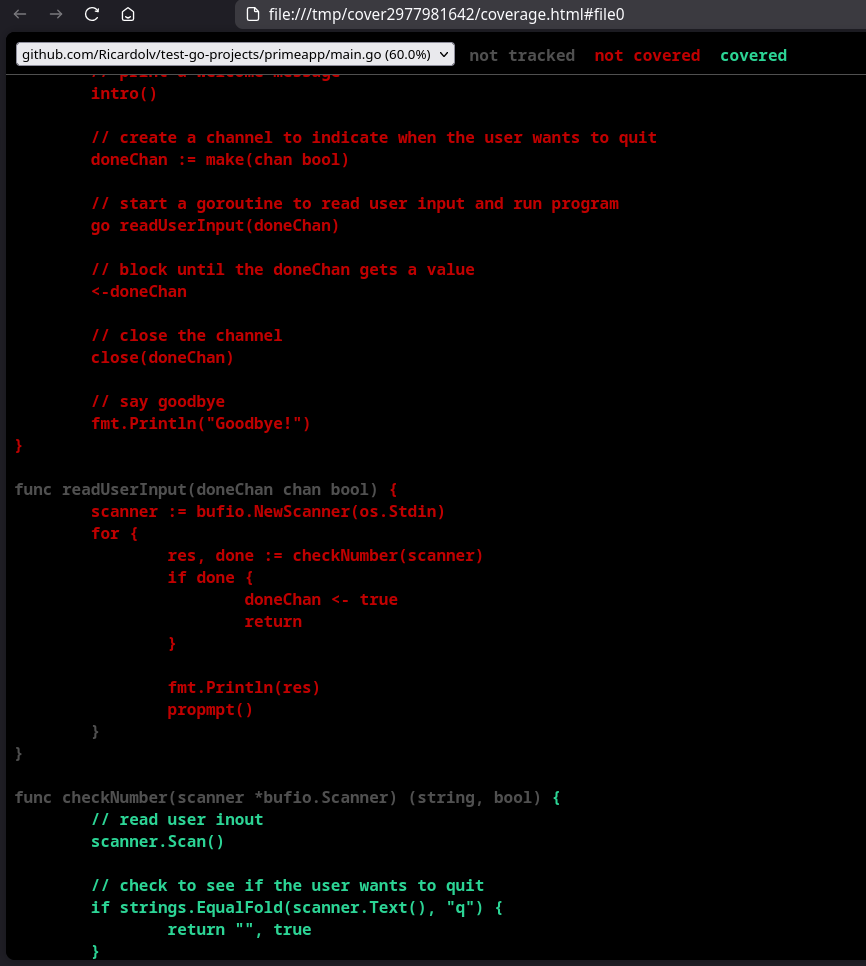 file:///tmp/cover2977981642/coverage.html#file0
github.com/Ricardolv/test-go-projects/primeapp/main.go (60.0%) not tracked not covered covered
// print a welcome message
intro()
// create a channel to indicate when the user wants to quit
doneChan := make(chan bool)
// start a goroutine to read user input and run program
go readUserInput(doneChan)
// block until the doneChan gets a value
<-doneChan
// close the channel
close(doneChan)
// say goodbye
fmt.Println("Goodbye!")
}
func readUserInput(doneChan chan bool) {
scanner := bufio.NewScanner(os.Stdin)
for {
res, done := checkNumber(scanner)
if done {
doneChan <- true
return
}
fmt.Println(res)
propmpt()
}
}
func checkNumber(scanner *bufio.Scanner) (string, bool) {
// read user inout
scanner.Scan()
// check to see if the user wants to quit
if strings.EqualFold(scanner.Text(), "q") {
return "", true
}